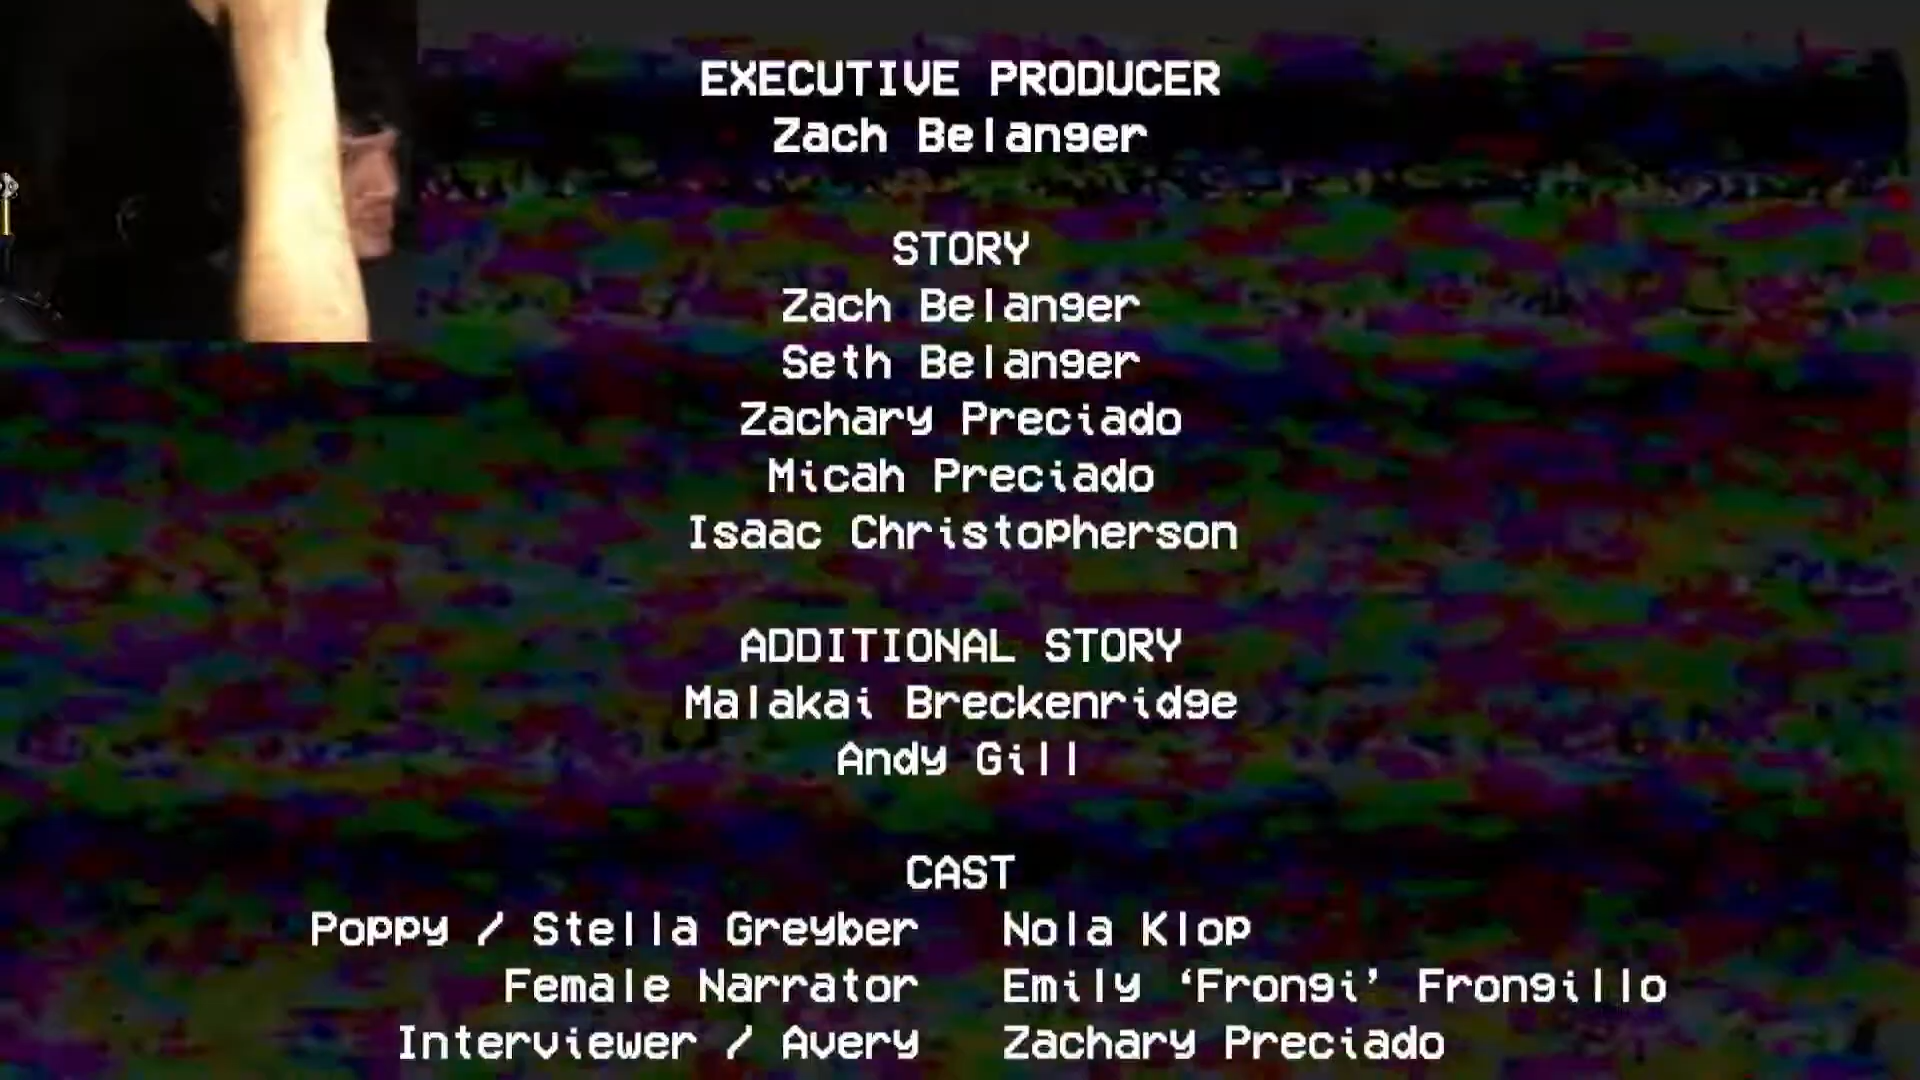 EXECUTIVE PRODUCER
Zach Belanger
STORY
Zach Belanger
Seth Belanger
Zachary Preciado
Micah Preciado
Isaac Christopherson
ADDITIONAL STORY
Malakai Breckenridge
Andy Gill
CAST
Poppy / Stella Greyber Nola Klop
Female Narrator Emily ‘Frongi’ Frongillo
Interviewer / Avery Zachary Preciado